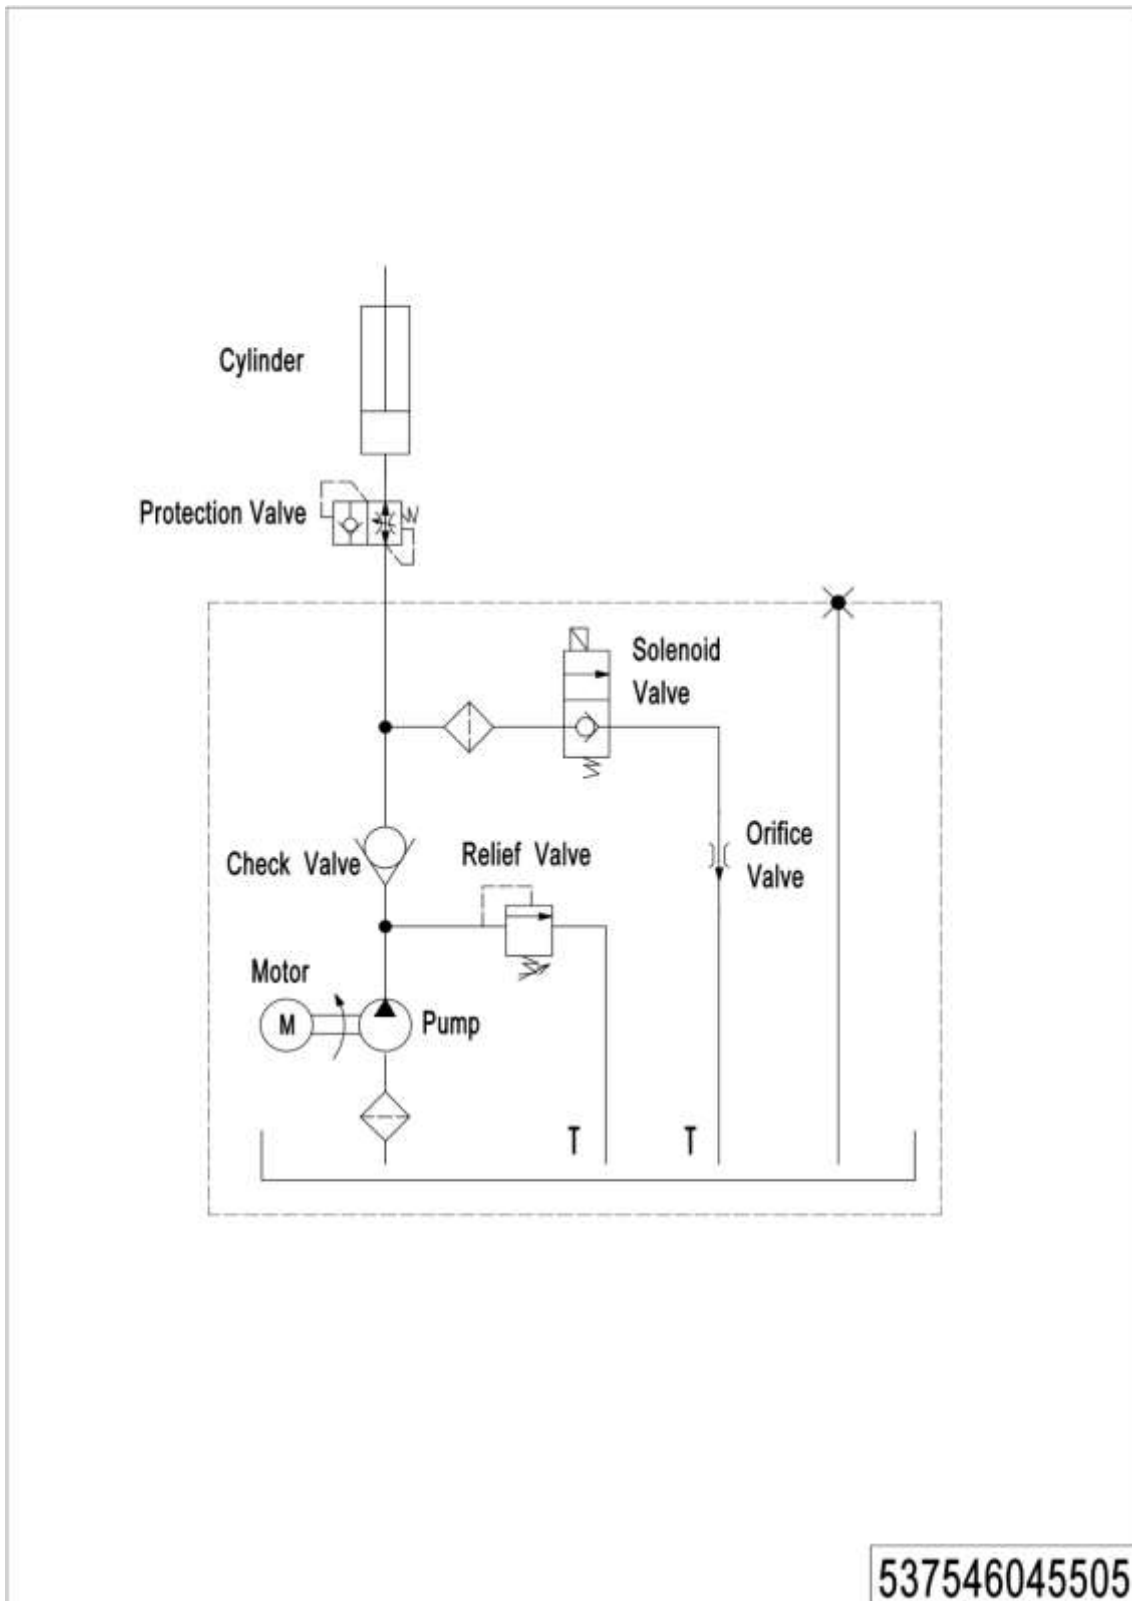 Cylinder
Protection Valve
Solenoid
Valve
Orifice
Valve
Relief Valve
Check Valve
Motor
M
Pump
T
T
537546045505